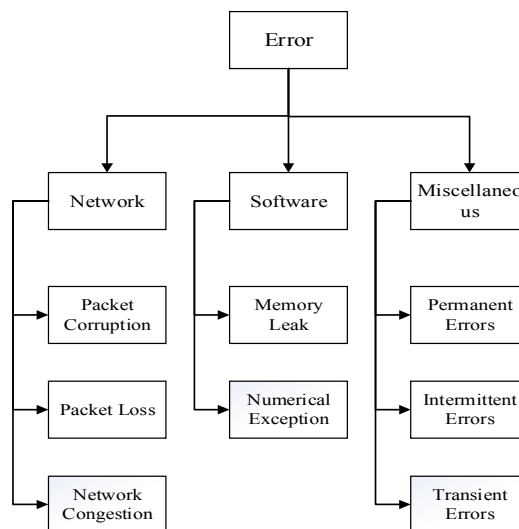 Error
Network
Software
Miscellaneo
us
Packet
Corruption
Memory
Leak
Permanent
Errors
Packet Loss
Numerical
Exception
Intermittent
Errors
Network
Congestion
Transient
Errors